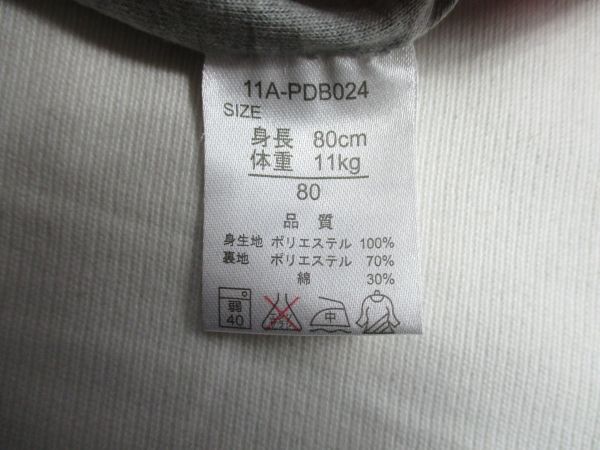 11A-PDB024
SIZE
身長 80cm
体重 11kg
80
品質
身生地 ポリエステル 100%
裏地 ポリエステル 70%
綿 30%
弱 中
40